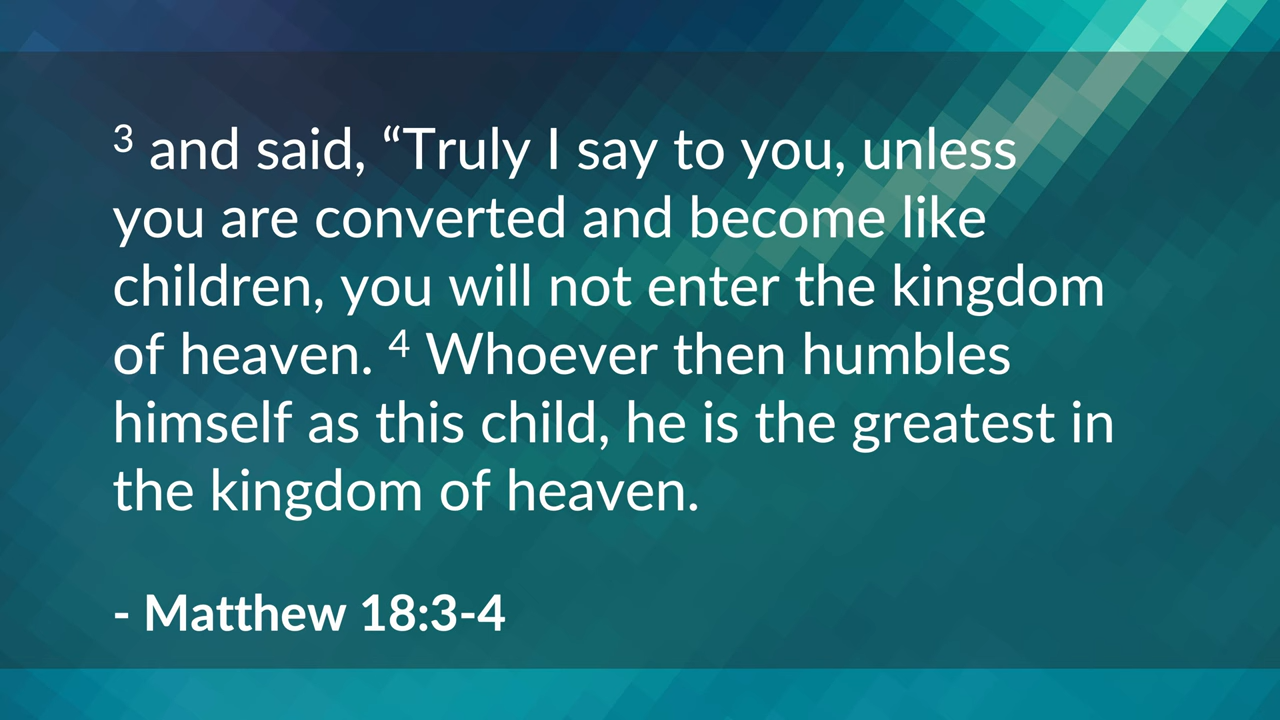 3 and said, “Truly I say to you, unless
you are converted and become like
children, you will not enter the kingdom
of heaven. 4 Whoever then humbles
himself as this child, he is the greatest in
the kingdom of heaven.
- Matthew 18:3-4